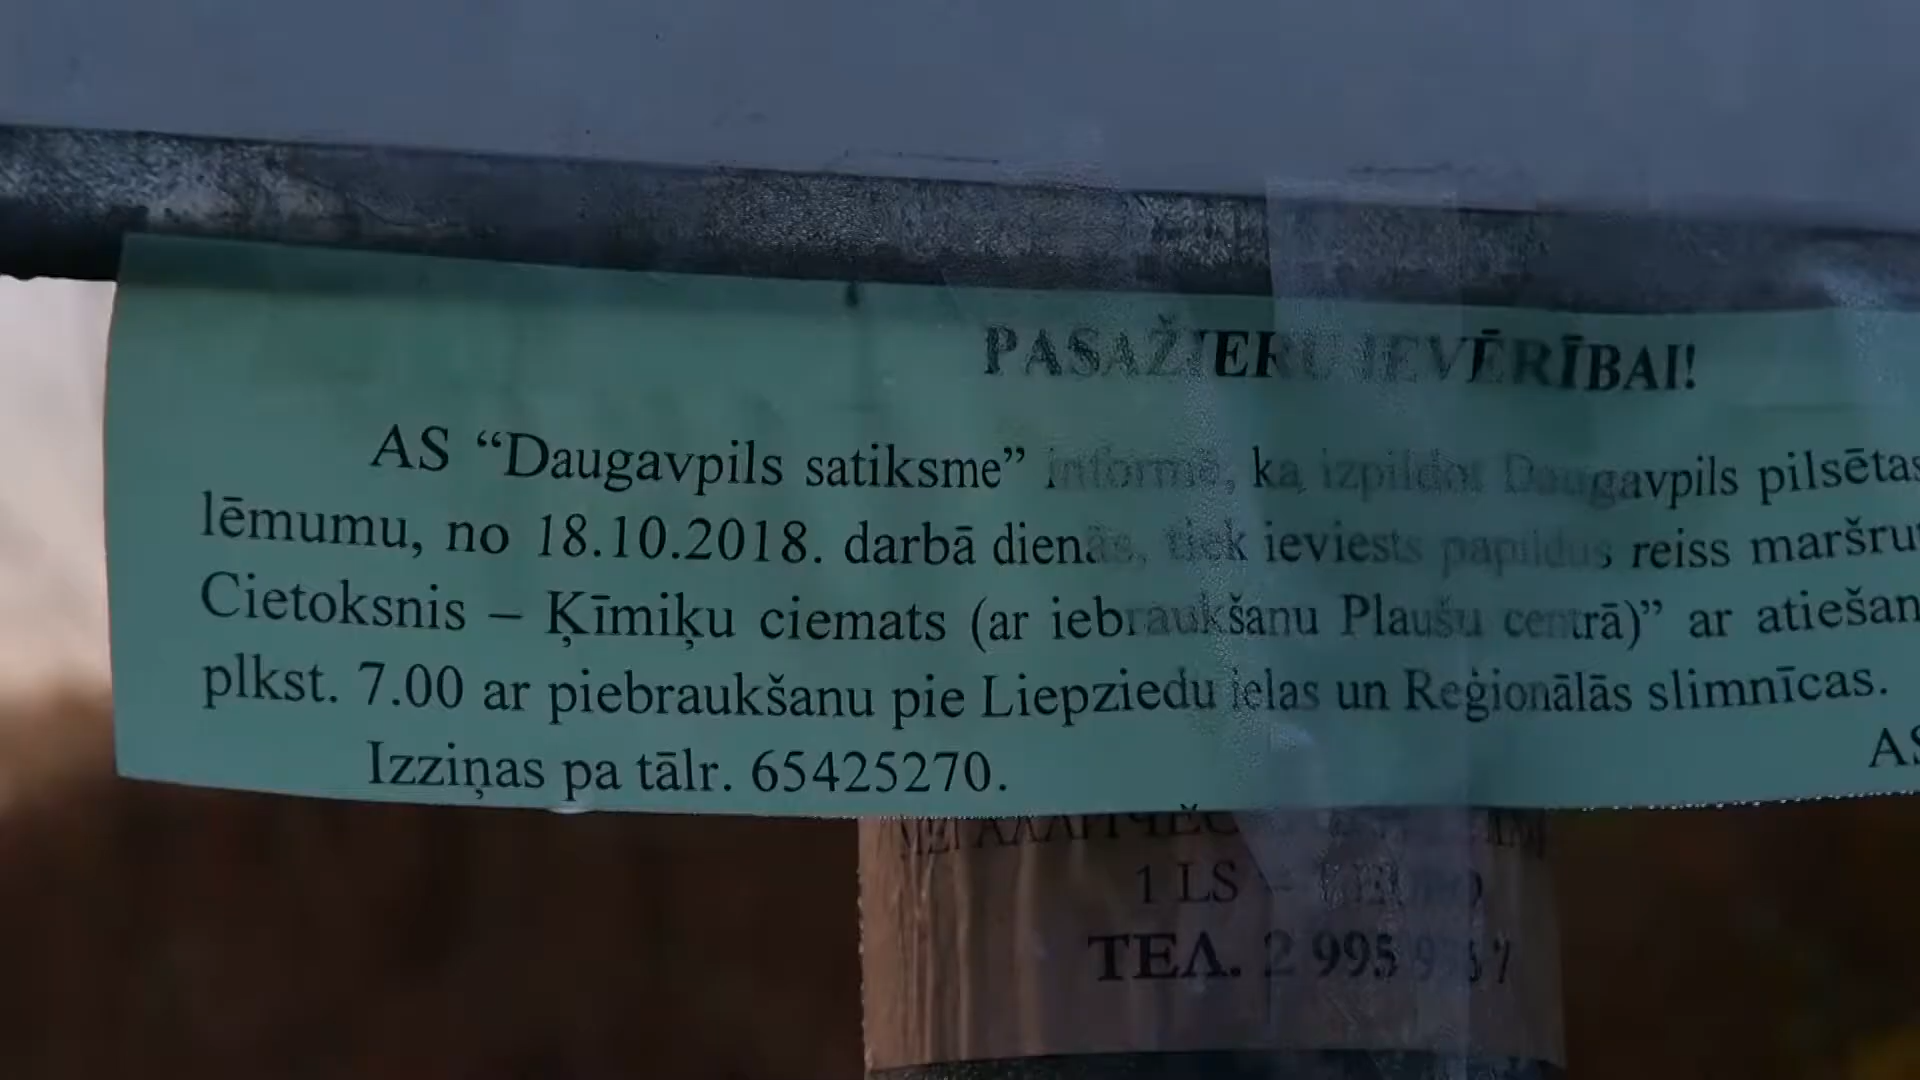 PASAŽIERU IEVĒRĪBAI!
AS “Daugavpils satiksme” informē, ka izpildot Daugavpils pilsētas
lēmumu, no 18.10.2018. darbā dienās, tiek ieviests papildus reiss maršru
Cietoksnis – Ķīmiķu ciemats (ar iebraukšanu Plaušu centrā)” ar atiešan
plkst. 7.00 ar piebraukšanu pie Liepziedu ielas un Reģionālās slimnīcas.
Izziņas pa tālr. 65425270.
AS
1 LS –
ТЕЛ. 2 995